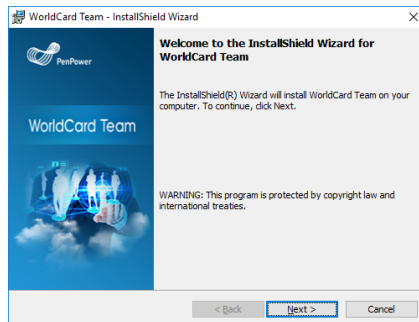 WorldCard Team - InstallShield Wizard
PenPower
WorldCard Team
Welcome to the InstallShield Wizard for
WorldCard Team
The InstallShield(R) Wizard will install WorldCard Team on your
computer. To continue, click Next.
WARNING: This program is protected by copyright law and
international treaties.
< Back
Next >
Cancel